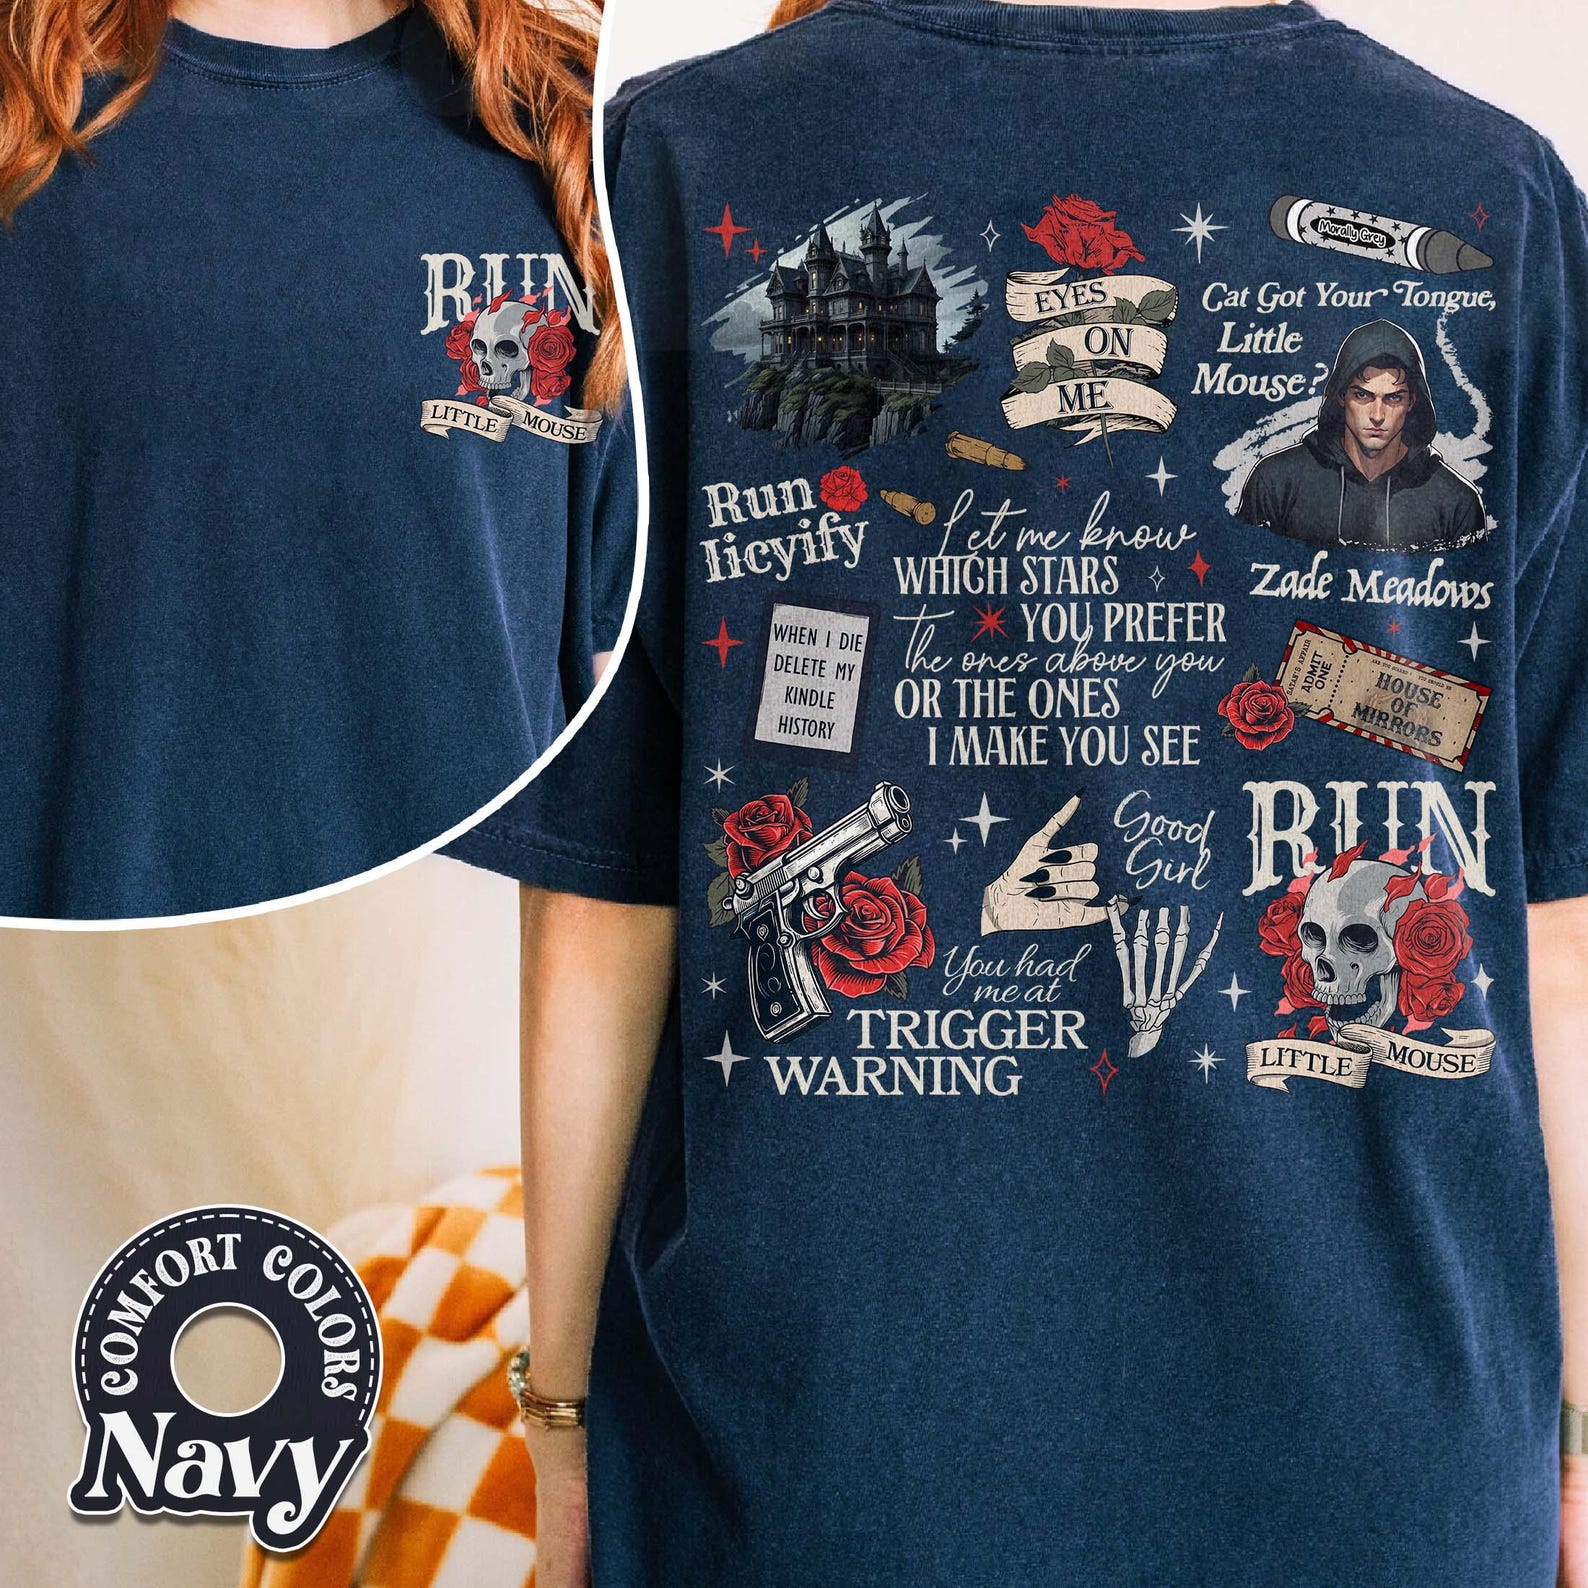 RUN
LITTLE MOUSE
EYES
ON
ME
Morally Grey
Cat Got Your Tongue,
Little
Mouse?
Zade Meadows
Run
Iicyify
Let me know
WHICH STARS
YOU PREFER
The ones above you
OR THE ONES
I MAKE YOU SEE
WHEN I DIE
DELETE MY
KINDLE
HISTORY
SATAN'S AFFAIR
ADMIT
ONE
HOUSE
OF
MIRRORS
Good
Girl
You had
me at
TRIGGER
WARNING
RUN
LITTLE MOUSE
COMFORT COLORS
Navy